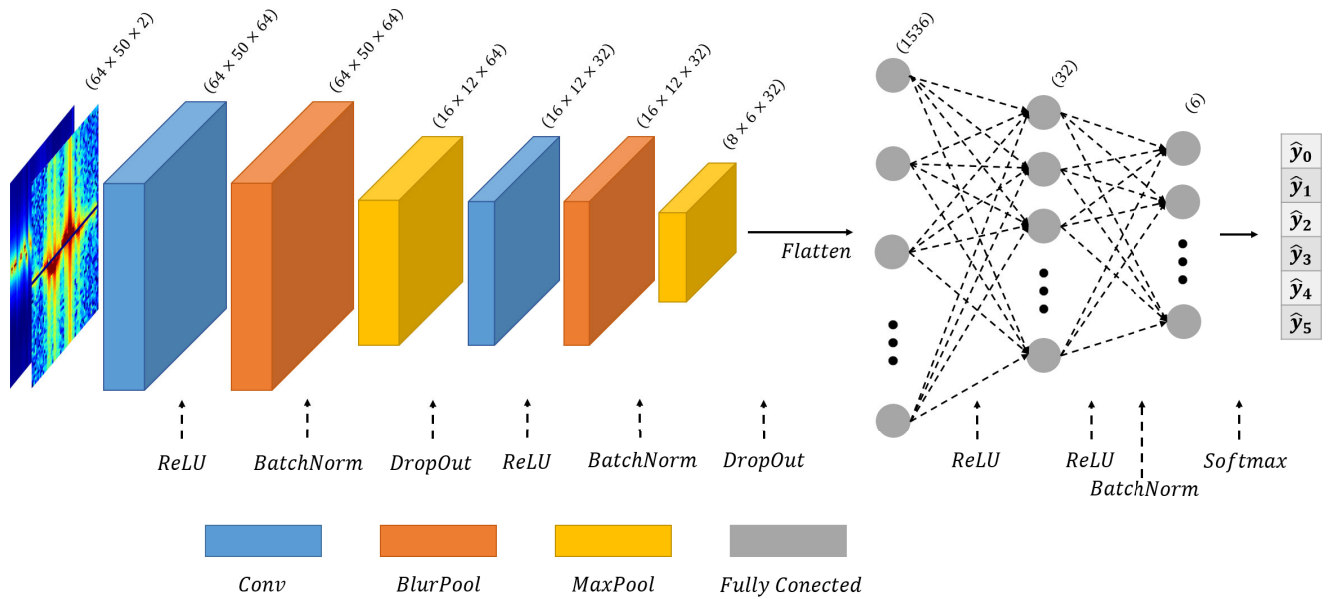 (64 × 50 × 2)
(64 × 50 × 64)
(64 × 50 × 64)
(16 × 12 × 64)
(16 × 12 × 32)
(16 × 12 × 32)
(8 × 6 × 32)
(1536)
(32)
(6)
Flatten
ŷ₀
ŷ₁
ŷ₂
ŷ₃
ŷ₄
ŷ₅
ReLU
BatchNorm
DropOut
ReLU
BatchNorm
DropOut
ReLU
ReLU
BatchNorm
Softmax
Conv
BlurPool
MaxPool
Fully Conected